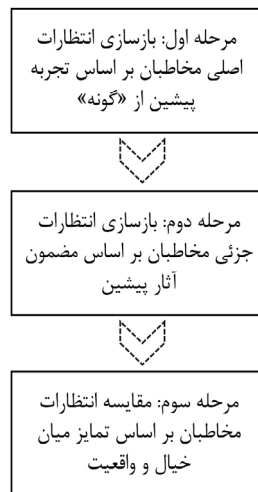 مرحله اول: بازسازی انتظارات
اصلی مخاطبان بر اساس تجربه
پیشین از «گونه»
مرحله دوم: بازسازی انتظارات
جزئی مخاطبان بر اساس مضمون
آثار پیشین
مرحله سوم: مقایسه انتظارات
مخاطبان بر اساس تمایز میان
خیال و واقعیت